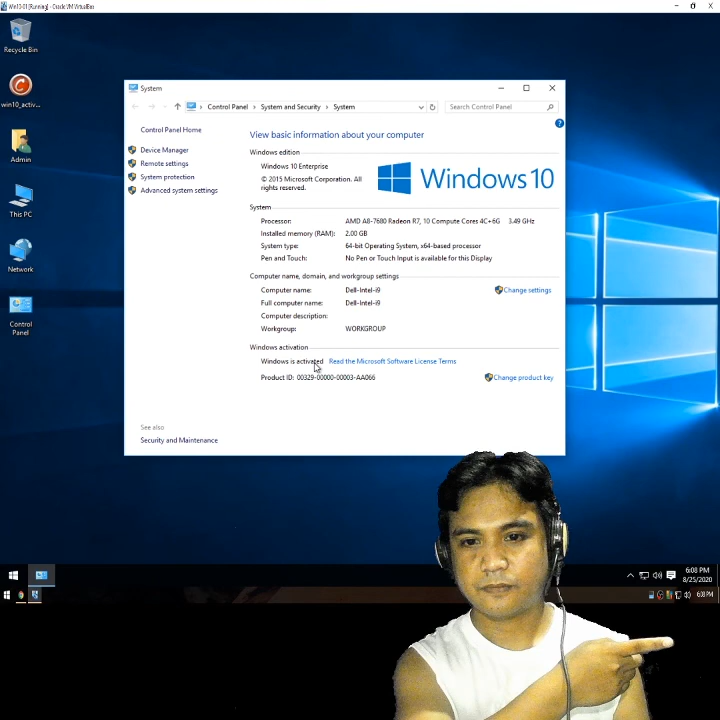 Win10-01 [Running] - Oracle VM VirtualBox
Recycle Bin
win10_activ...
Admin
This PC
Network
Control
Panel
System
Control Panel > System and Security > System
Search Control Panel
Control Panel Home
Device Manager
Remote settings
System protection
Advanced system settings
See also
Security and Maintenance
View basic information about your computer
Windows edition
Windows 10 Enterprise
© 2015 Microsoft Corporation. All
rights reserved.
Windows 10
System
Processor: AMD A8-7680 Radeon R7, 10 Compute Cores 4C+6G 3.49 GHz
Installed memory (RAM): 2.00 GB
System type: 64-bit Operating System, x64-based processor
Pen and Touch: No Pen or Touch Input is available for this Display
Computer name, domain, and workgroup settings
Computer name: Dell-Intel-i9
Change settings
Full computer name: Dell-Intel-i9
Computer description:
Workgroup: WORKGROUP
Windows activation
Windows is activated Read the Microsoft Software License Terms
Product ID: 00329-00000-00003-AA066
Change product key
6:08 PM
8/25/2020
6:08 PM